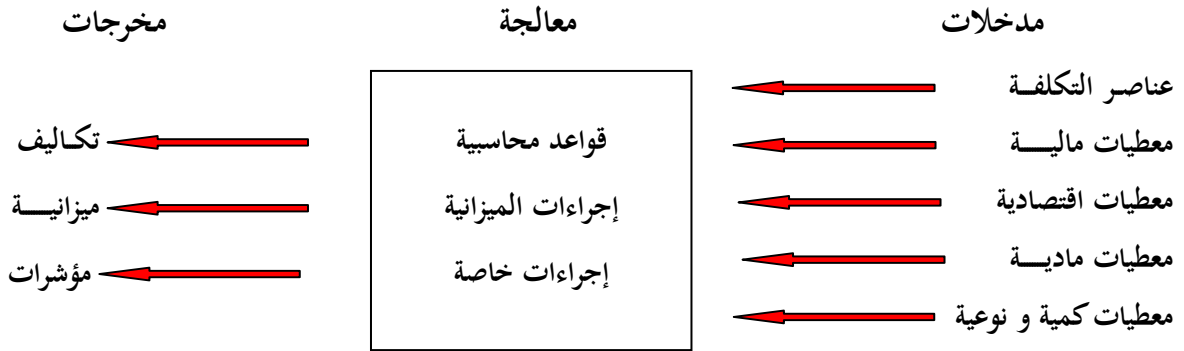 مدخلات
معالجة
مخرجات
عناصر التكلفة
معطيات مالية
معطيات اقتصادية
معطيات مادية
معطيات كمية و نوعية
قواعد محاسبية
إجراءات الميزانية
إجراءات خاصة
تكاليف
ميزانية
مؤشرات